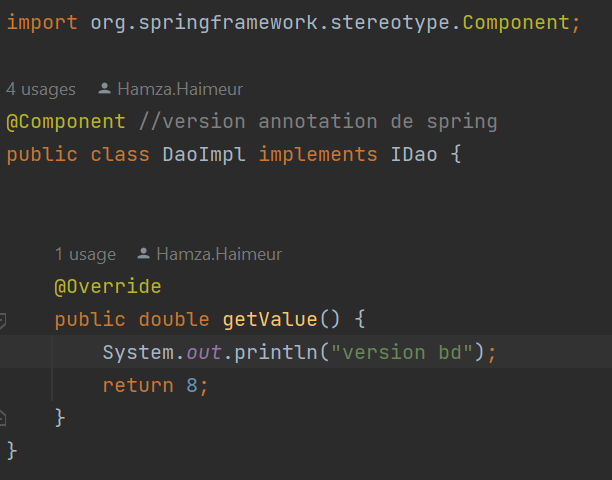 import org.springframework.stereotype.Component;
4 usages Hamza.Haimeur
@Component //version annotation de spring
public class DaoImpl implements IDao {
1 usage Hamza.Haimeur
@Override
public double getValue() {
System.out.println("version bd");
return 8;
}
}